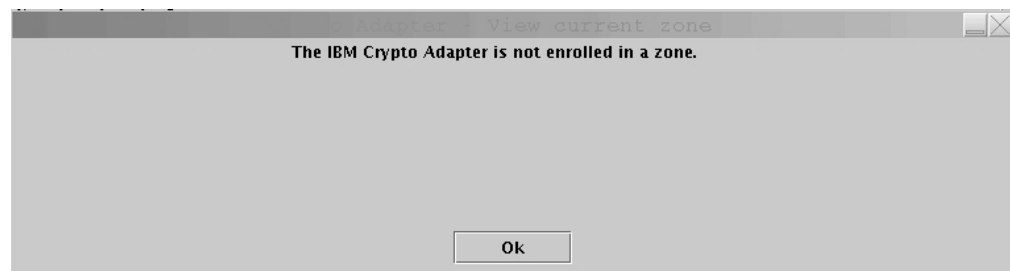 Adapter - View current zone
The IBM Crypto Adapter is not enrolled in a zone.
Ok